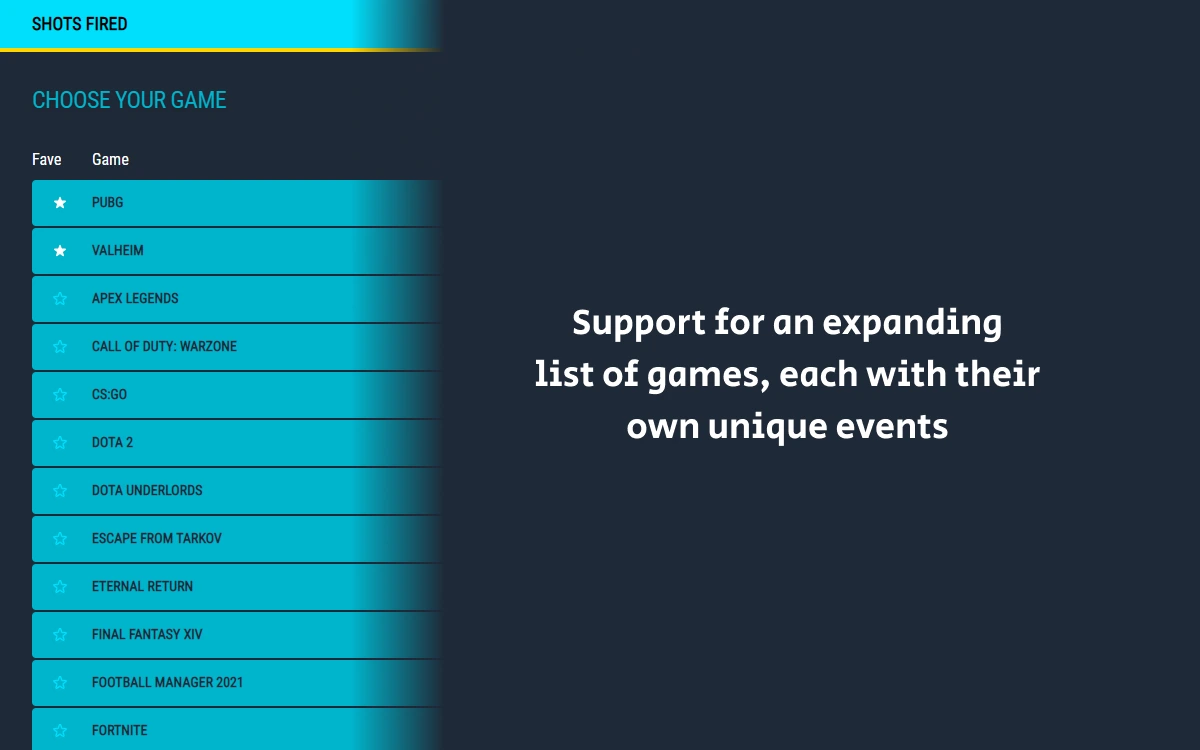 SHOTS FIRED
CHOOSE YOUR GAME
Fave Game
PUBG
VALHEIM
APEX LEGENDS
CALL OF DUTY: WARZONE
CS:GO
DOTA 2
DOTA UNDERLORDS
ESCAPE FROM TARKOV
ETERNAL RETURN
FINAL FANTASY XIV
FOOTBALL MANAGER 2021
FORTNITE
Support for an expanding
list of games, each with their
own unique events